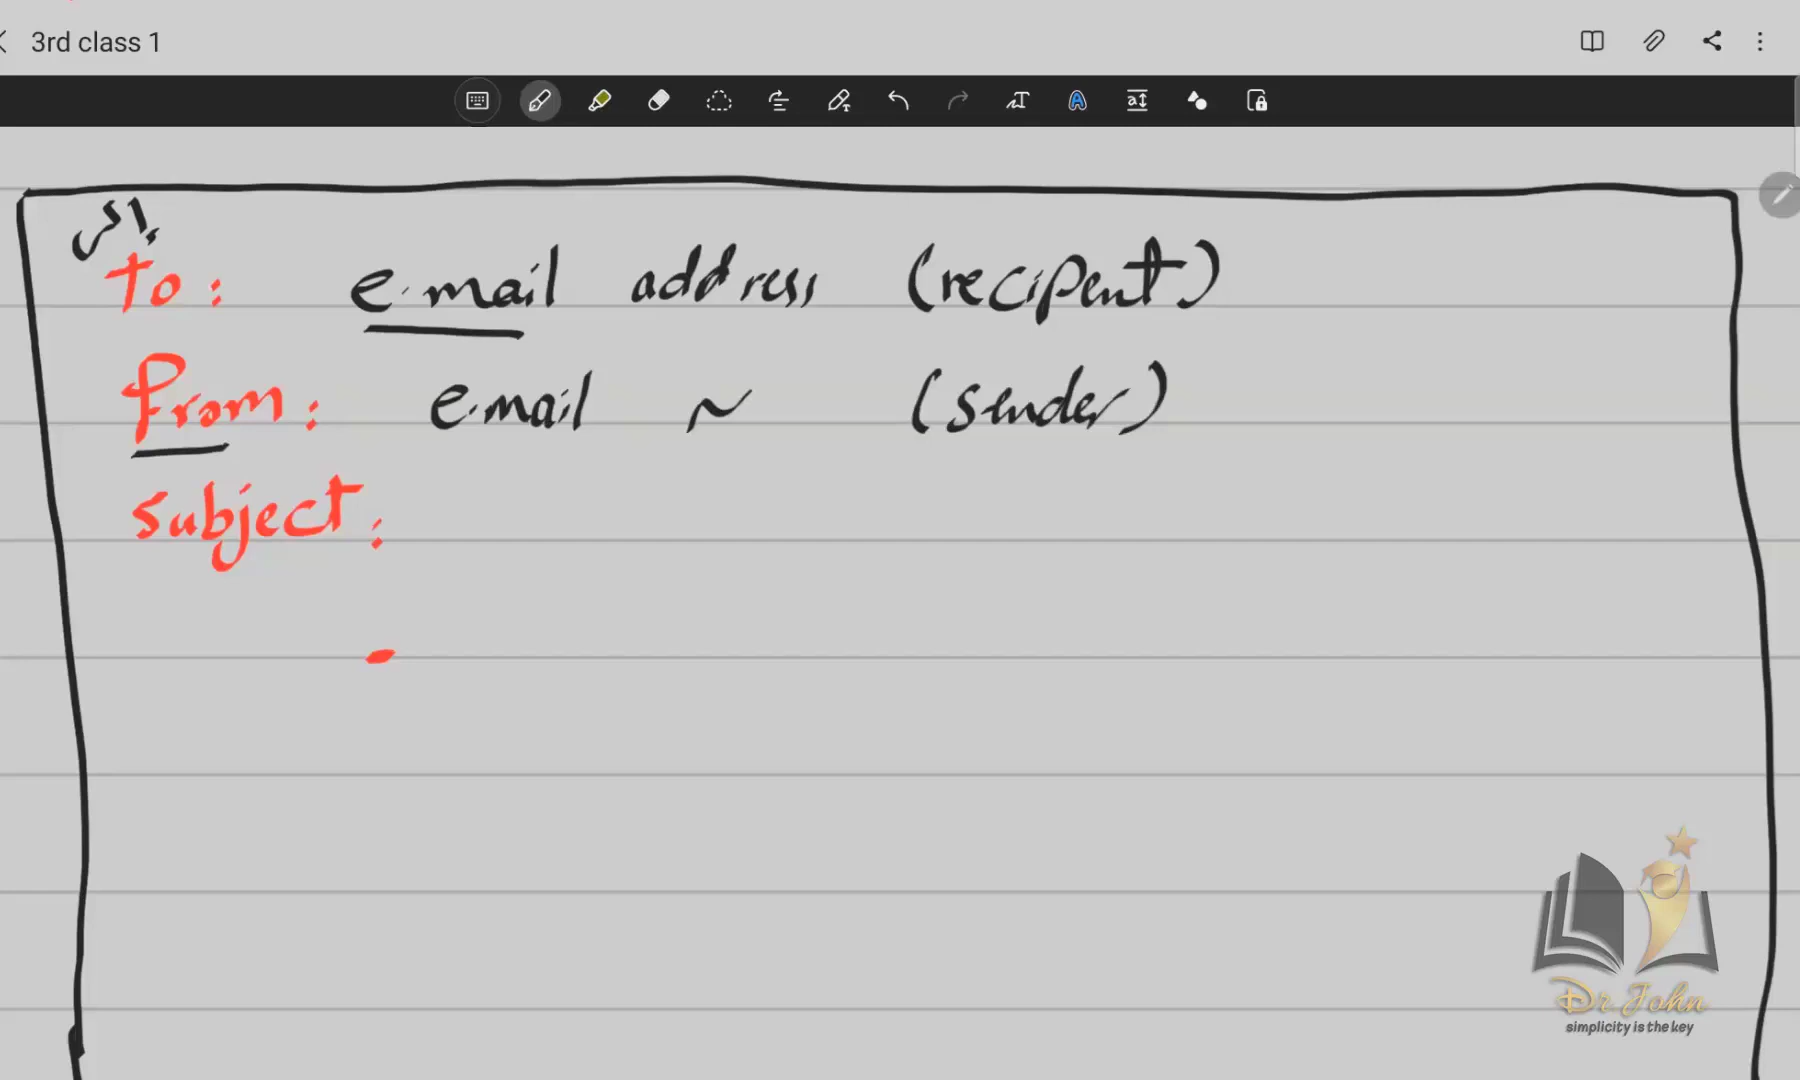 3rd class 1
إلى
To: e.mail address (recipent)
from: e.mail ~ (sender)
subject:
Dr. John
simplicity is the key